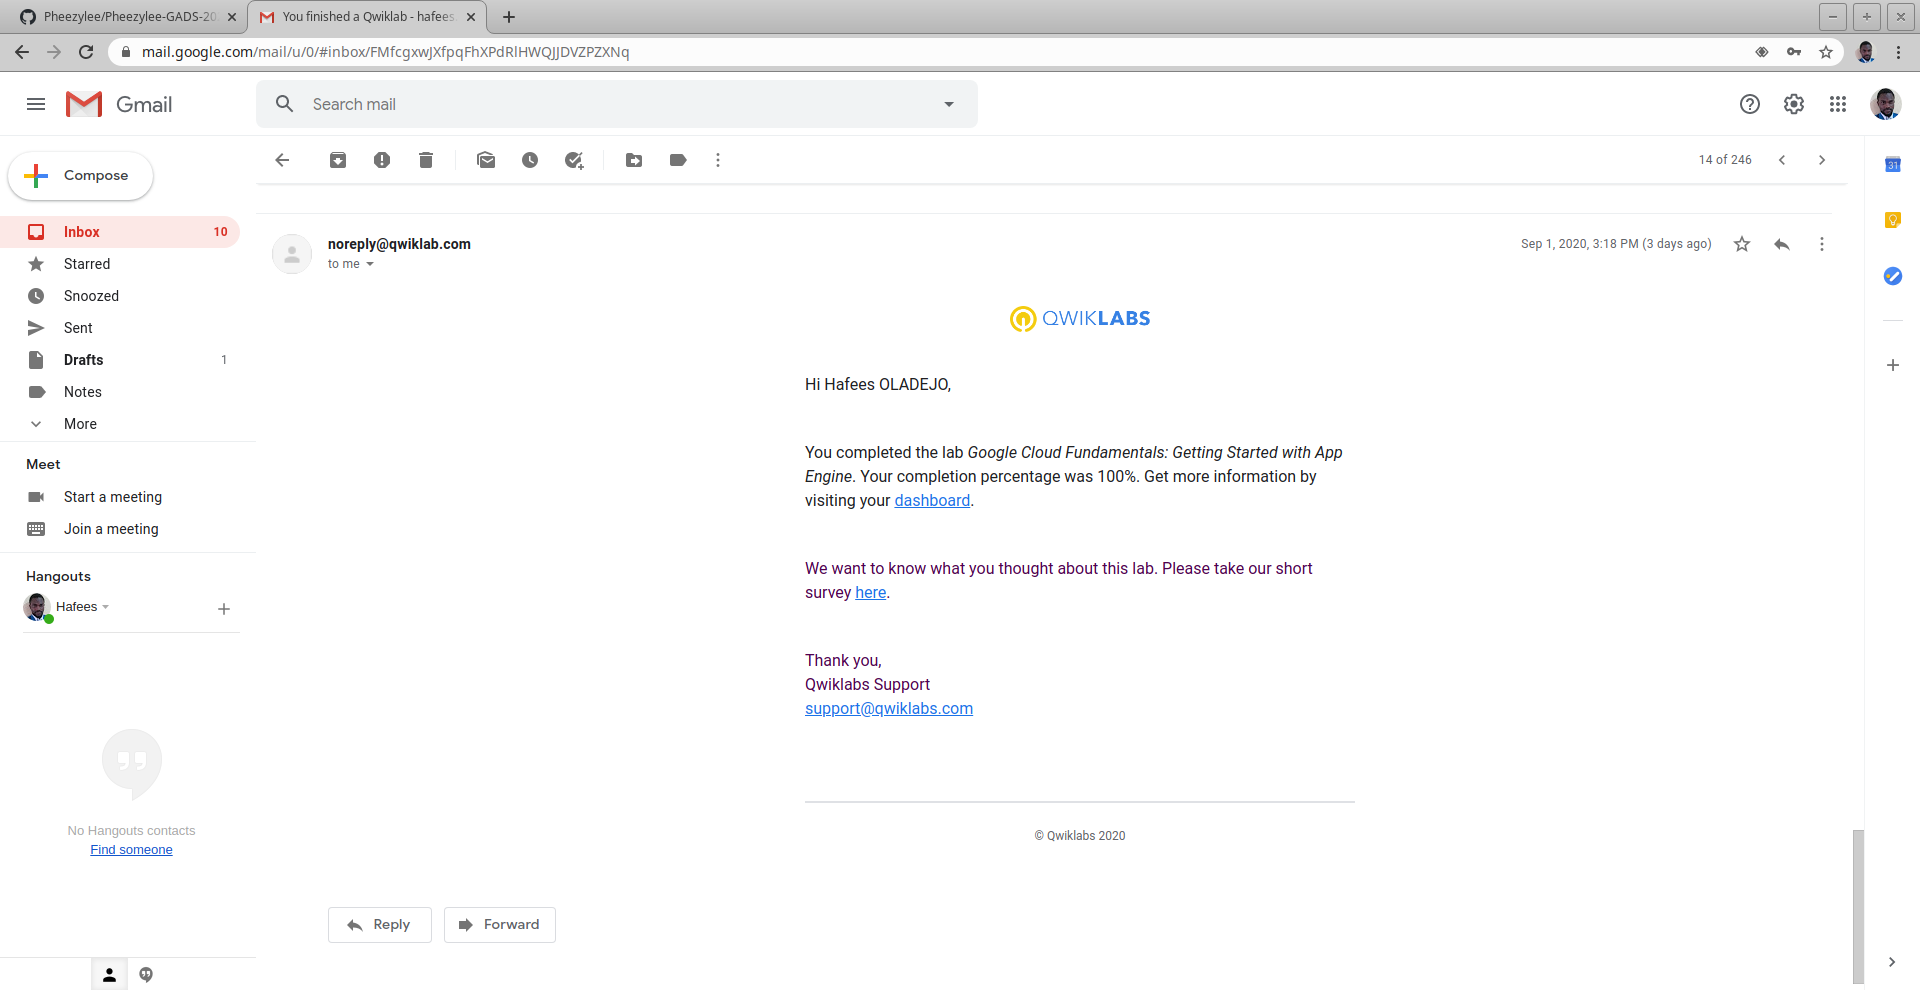 Pheezylee/Pheezylee-GADS-20
You finished a Qwiklab - hafees.
mail.google.com/mail/u/0/#inbox/FMfcgxwJXfpqFhXPdRlHWQJJDVZPZXNq
Gmail
Search mail
Compose
14 of 246
31
Inbox 10
Starred
Snoozed
Sent
Drafts 1
Notes
More
Meet
Start a meeting
Join a meeting
Hangouts
Hafees
No Hangouts contacts
Find someone
noreply@qwiklab.com
Sep 1, 2020, 3:18 PM (3 days ago)
to me
QWIKLABS
Hi Hafees OLADEJO,
You completed the lab Google Cloud Fundamentals: Getting Started with App
Engine. Your completion percentage was 100%. Get more information by
visiting your dashboard.
We want to know what you thought about this lab. Please take our short
survey here.
Thank you,
Qwiklabs Support
support@qwiklabs.com
© Qwiklabs 2020
Reply
Forward